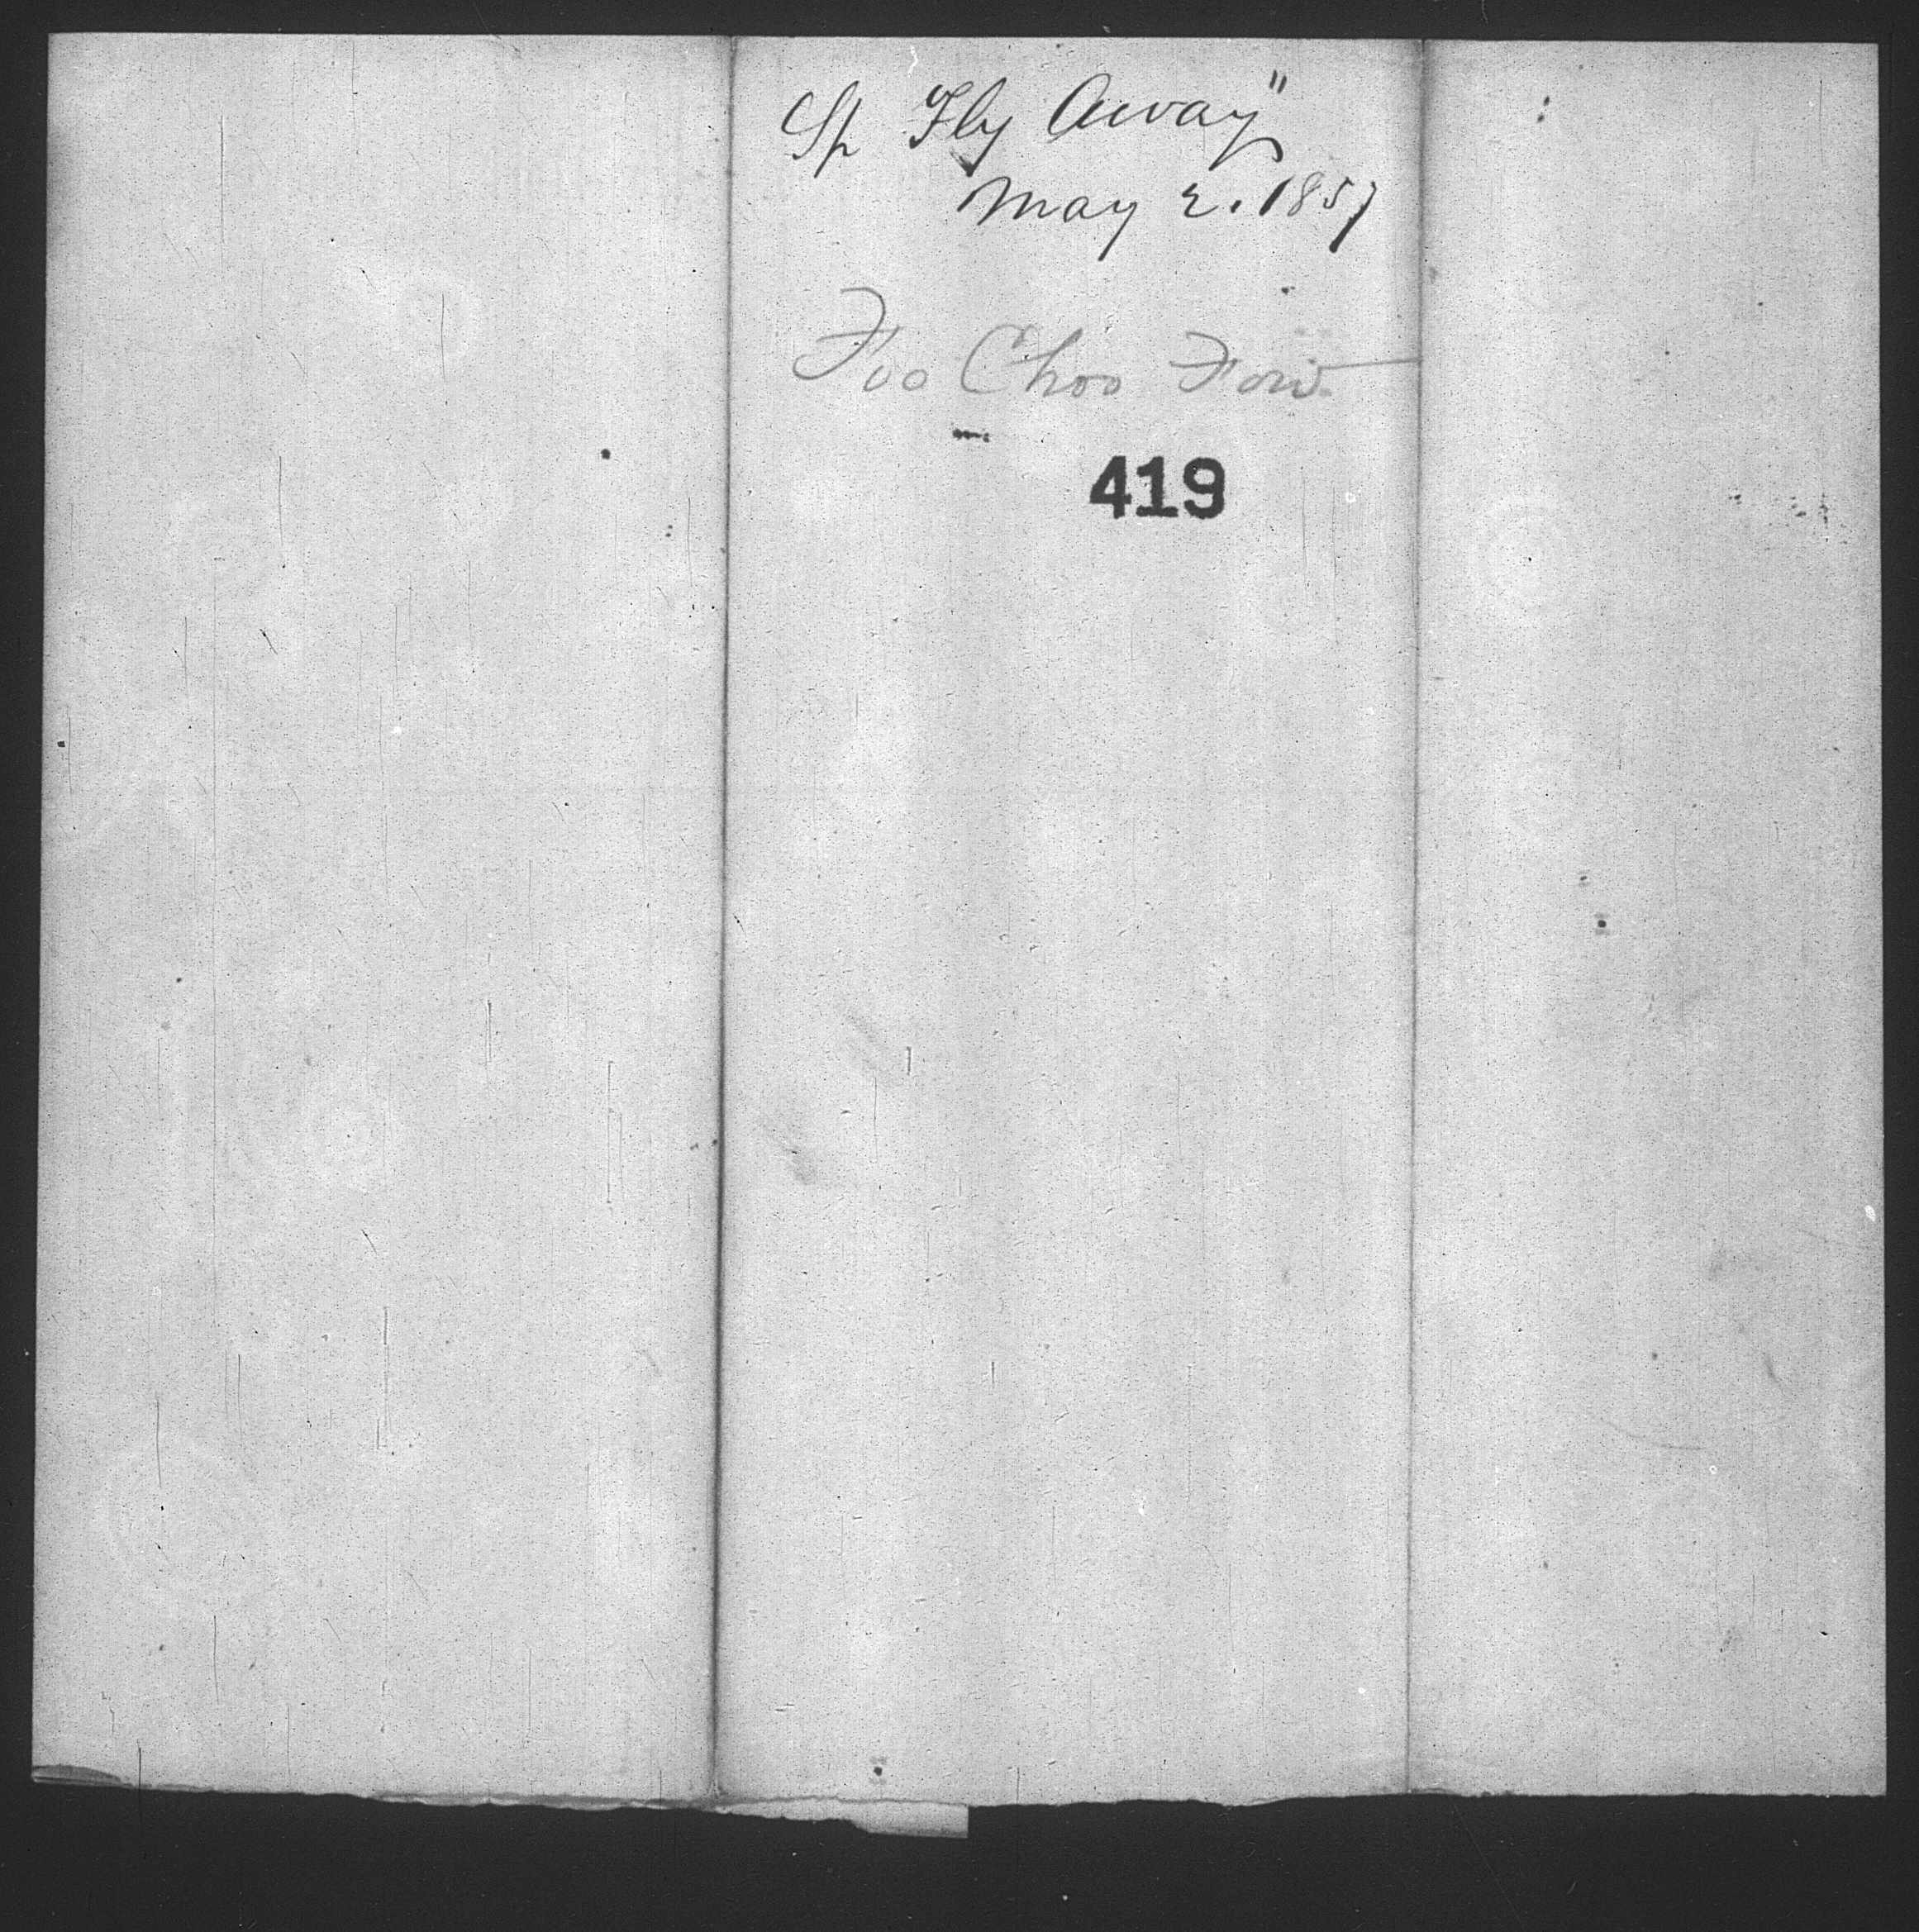 Sp "Fly Away"
May 2. 1857
Foo Choo Foo
419